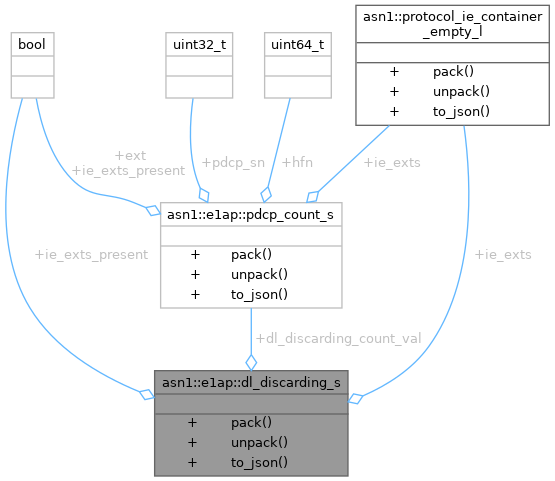 asn1::protocol_ie_container
_empty_l
+ pack()
+ unpack()
+ to_json()
bool
uint32_t
uint64_t
+ext
+ie_exts_present
+pdcp_sn
+hfn
+ie_exts
asn1::e1ap::pdcp_count_s
+ pack()
+ unpack()
+ to_json()
+ie_exts_present
+ie_exts
+dl_discarding_count_val
asn1::e1ap::dl_discarding_s
+ pack()
+ unpack()
+ to_json()